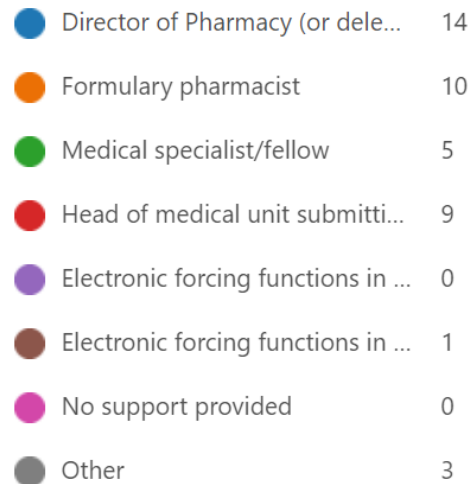 Director of Pharmacy (or dele... 14
Formulary pharmacist 10
Medical specialist/fellow 5
Head of medical unit submitti... 9
Electronic forcing functions in ... 0
Electronic forcing functions in ... 1
No support provided 0
Other 3